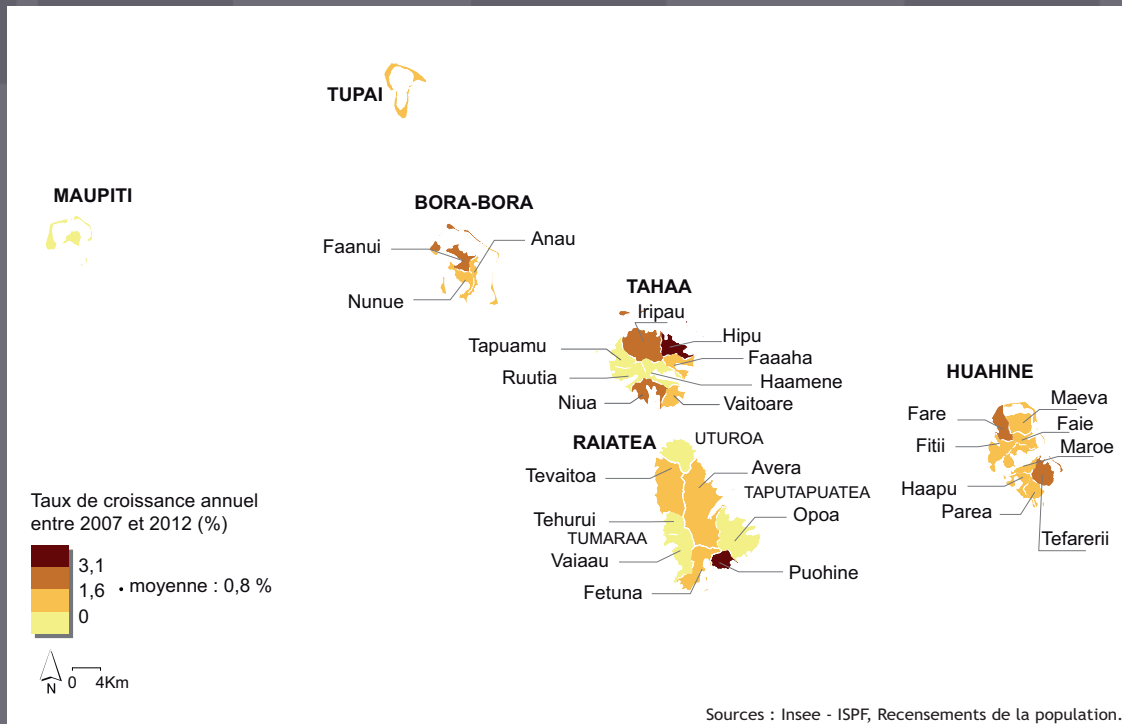 TUPAI
MAUPITI
BORA-BORA
Faanui
Anau
Nunue
TAHAA
Iripau
Hipu
Tapuamu
Faaaha
Ruutia
Haamene
Niua
Vaitoare
HUAHINE
Maeva
Fare
Faie
Fitii
Maroe
Haapu
Parea
Tefarerii
RAIATEA
UTUROA
Tevaitoa
Avera
TAPUTAPUATEA
Tehurui
Opoa
TUMARAA
Vaiaau
Puohine
Fetuna
Taux de croissance annuel
entre 2007 et 2012 (%)
3,1
1,6
moyenne : 0,8 %
0
N
0 4Km
Sources : Insee - ISPF, Recensements de la population.